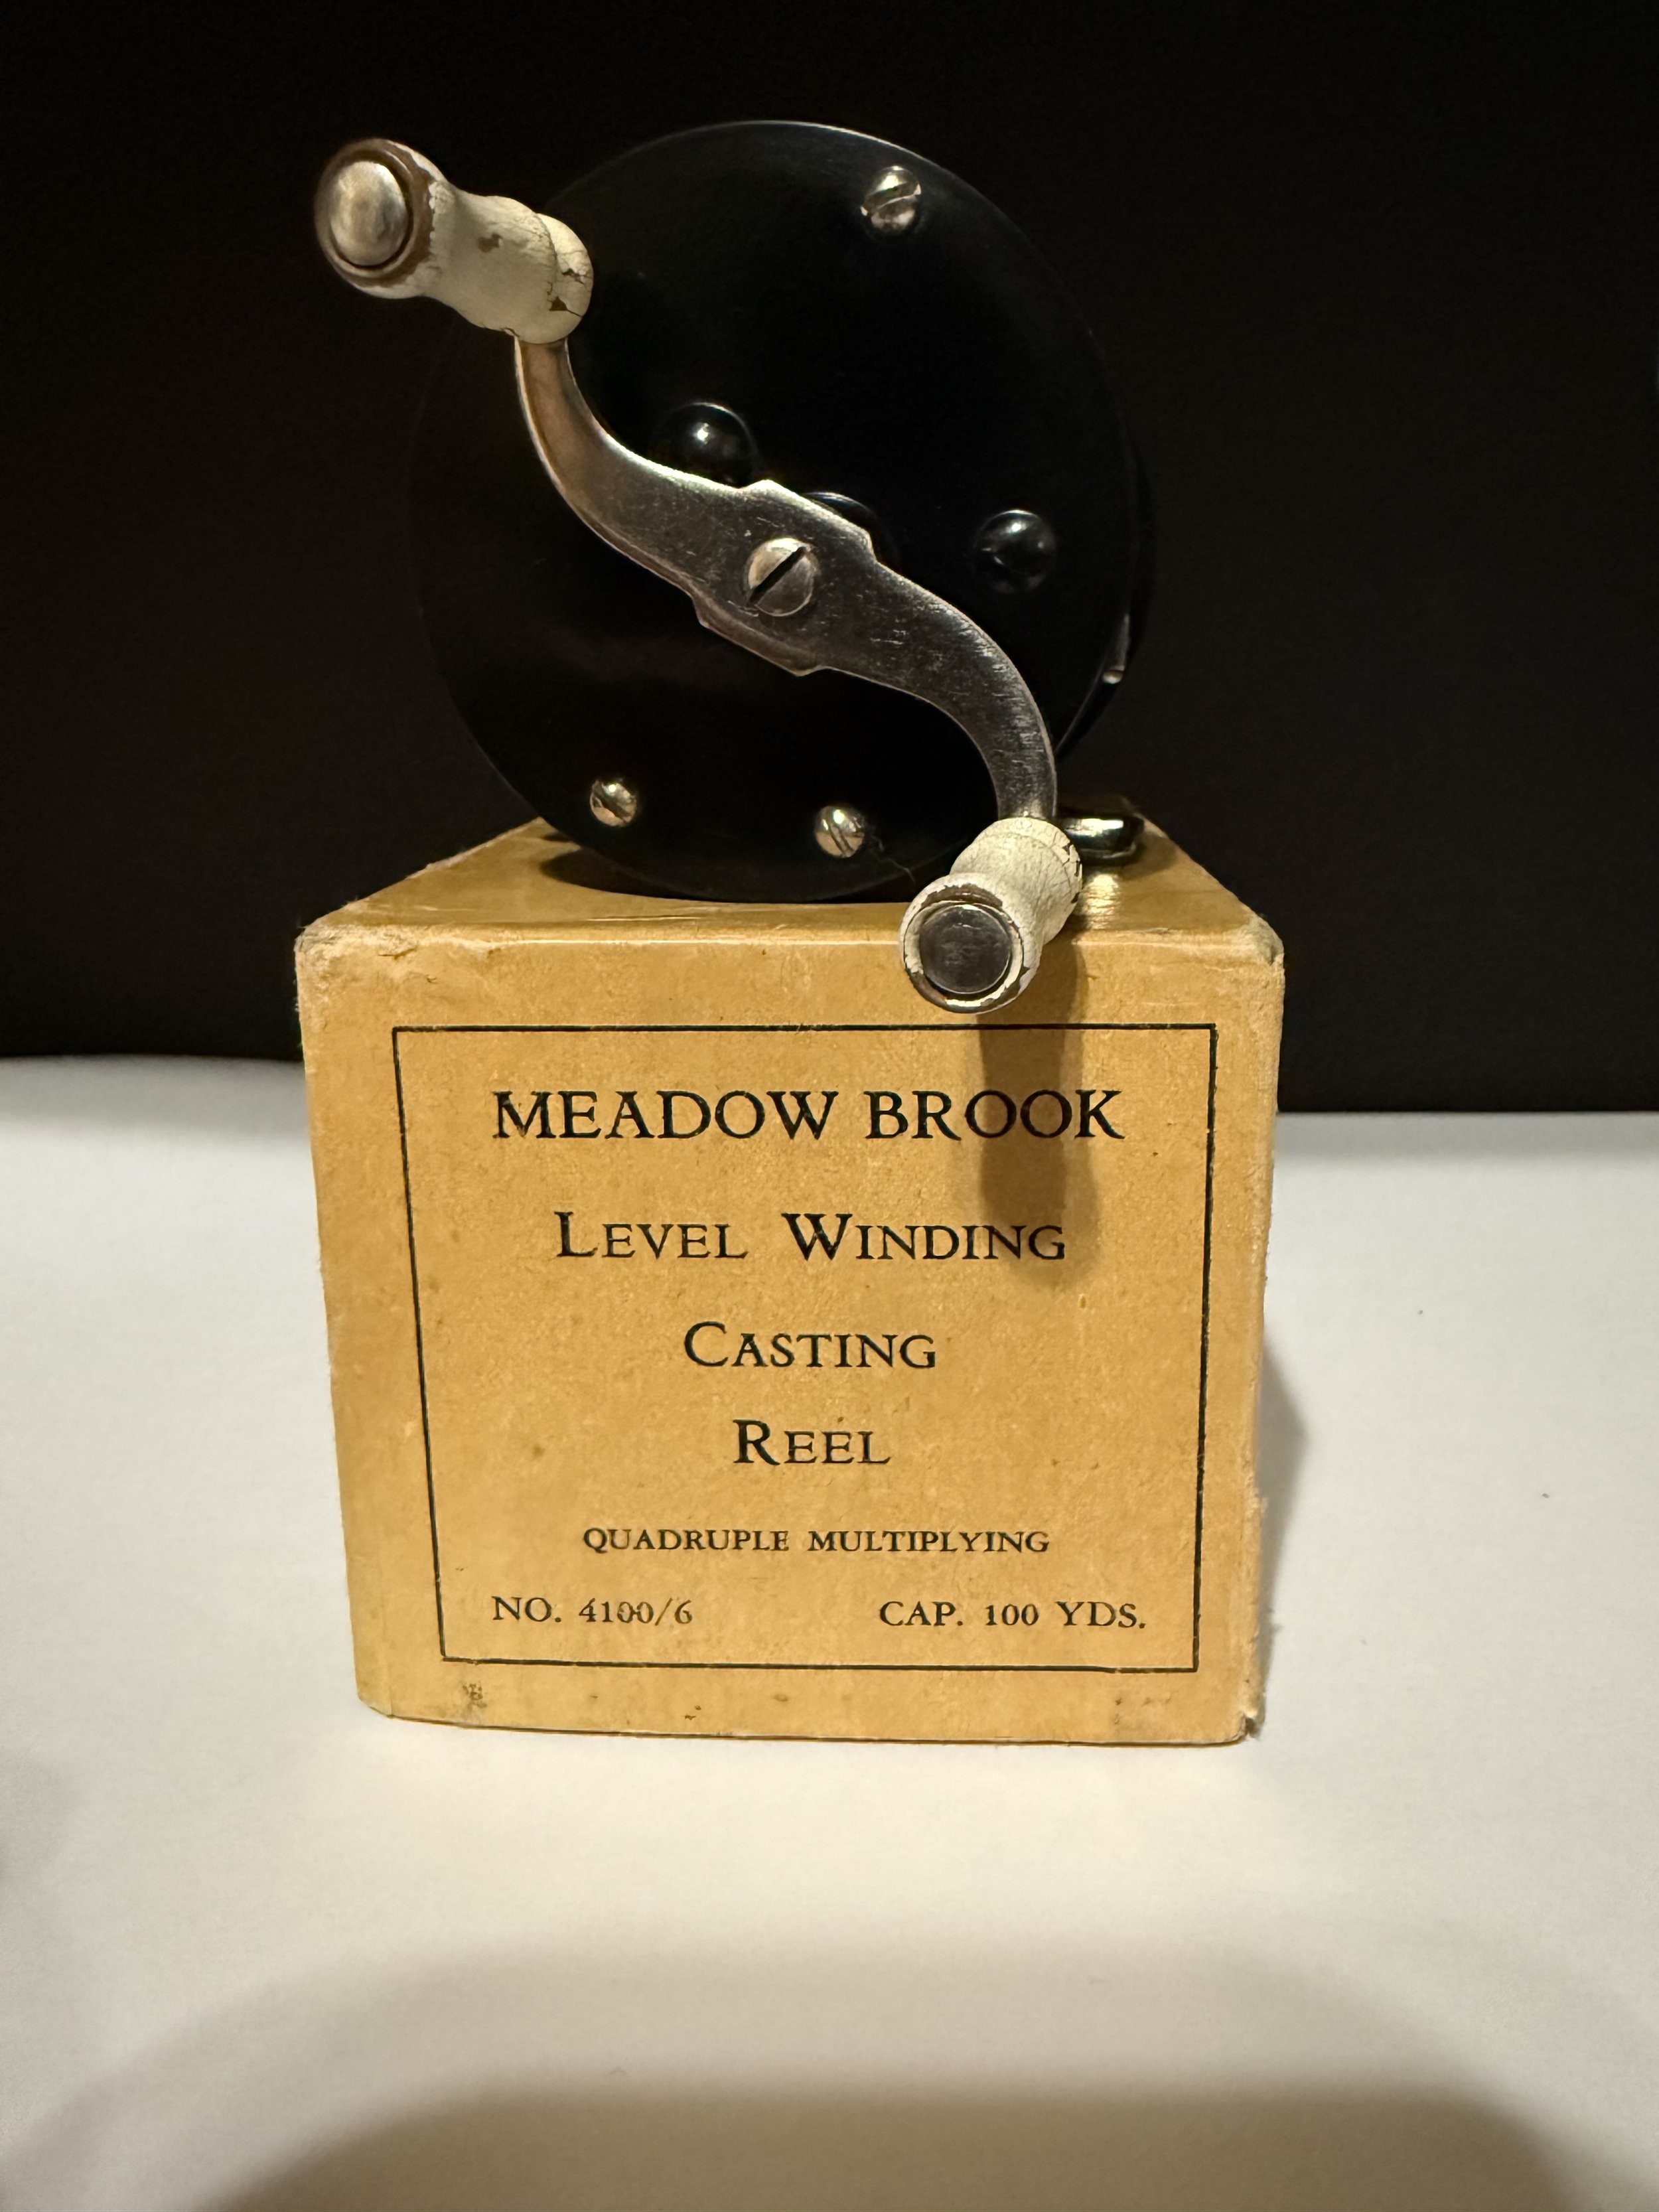 MEADOW BROOK
LEVEL WINDING
CASTING
REEL
QUADRUPLE MULTIPLYING
NO. 4100/6 CAP. 100 YDS.